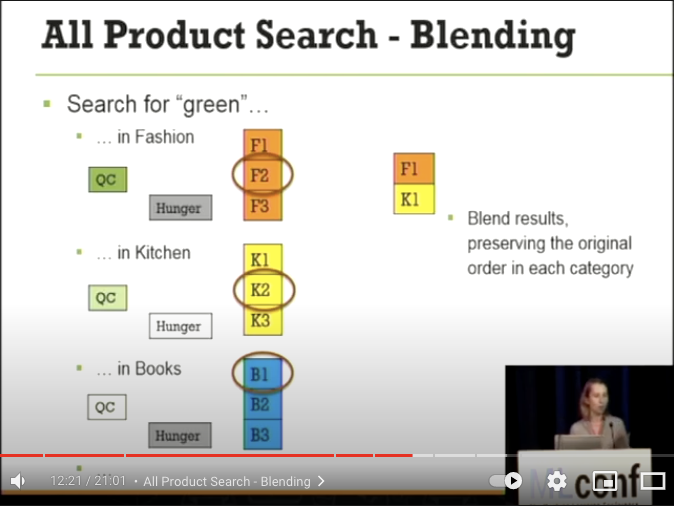 All Product Search - Blending
Search for “green”…
… in Fashion
QC
Hunger
F1
F2
F3
… in Kitchen
QC
Hunger
K1
K2
K3
… in Books
QC
Hunger
B1
B2
B3
F1
K1
Blend results,
preserving the original
order in each category
MLconf
12:21 / 21:01 • All Product Search - Blending